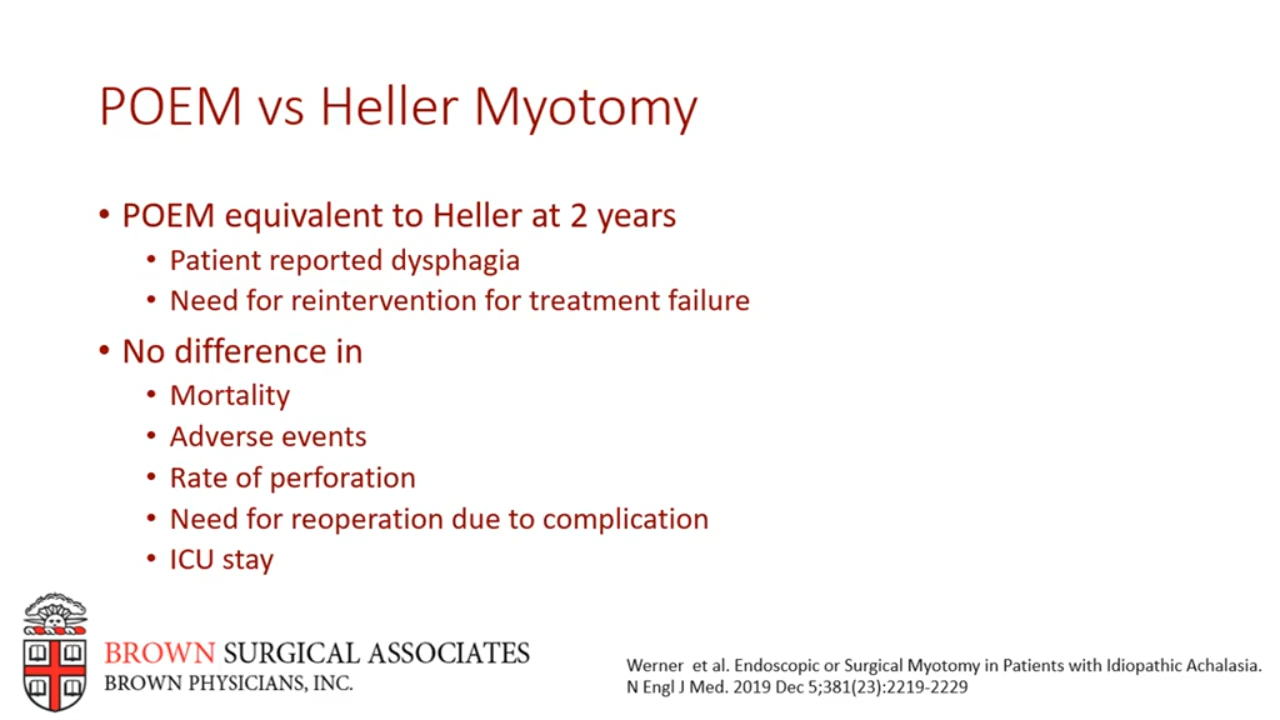 POEM vs Heller Myotomy
• POEM equivalent to Heller at 2 years
• Patient reported dysphagia
• Need for reintervention for treatment failure
• No difference in
• Mortality
• Adverse events
• Rate of perforation
• Need for reoperation due to complication
• ICU stay
BROWN SURGICAL ASSOCIATES
BROWN PHYSICIANS, INC.
Werner et al. Endoscopic or Surgical Myotomy in Patients with Idiopathic Achalasia.
N Engl J Med. 2019 Dec 5;381(23):2219-2229